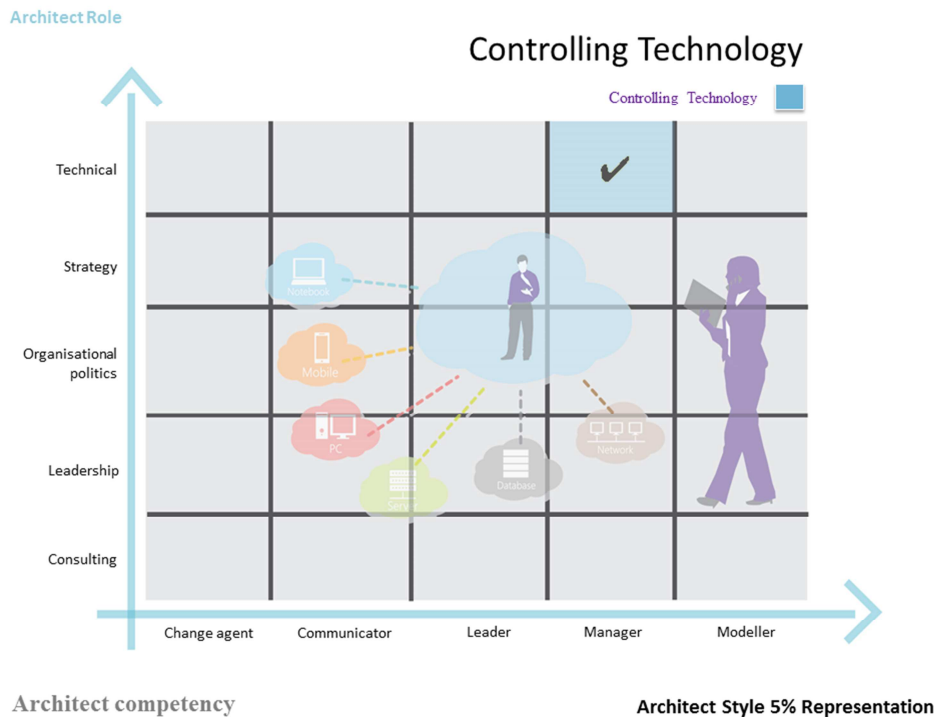 Architect Role
Controlling Technology
Controlling Technology
Technical
Strategy
Notebook
Organisational
politics
Mobile
PC
Network
Leadership
Database
Server
Consulting
Change agent
Communicator
Leader
Manager
Modeller
Architect competency
Architect Style 5% Representation